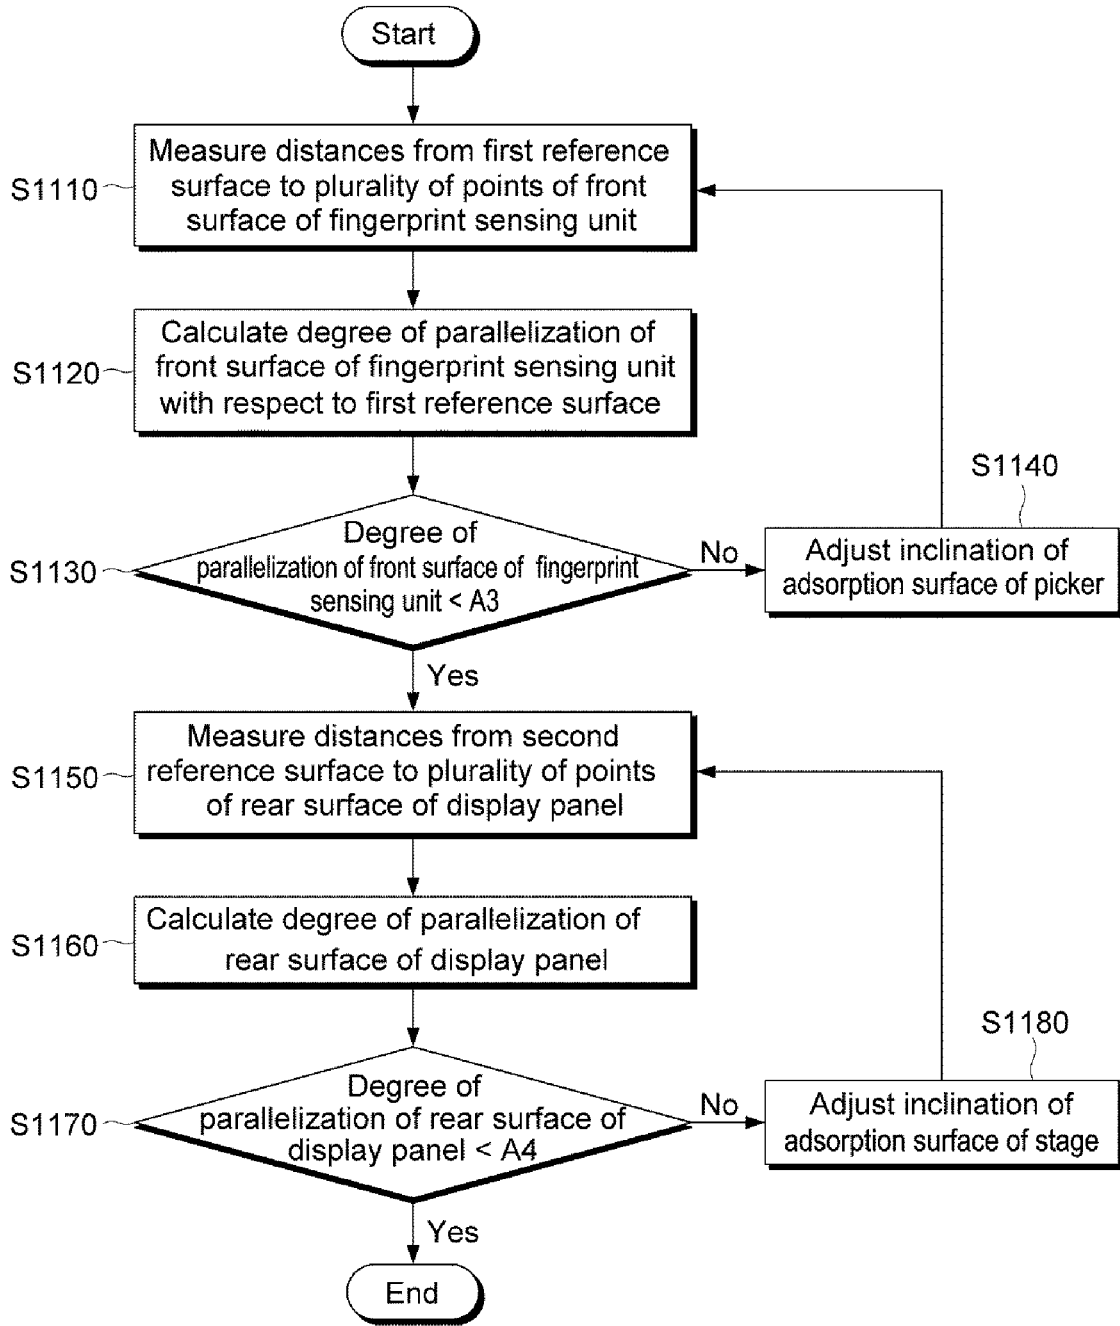 Start
Measure distances from first reference
surface to plurality of points of front
surface of fingerprint sensing unit
S1110
Calculate degree of parallelization of
front surface of fingerprint sensing unit
with respect to first reference surface
S1120
S1140
Degree of
parallelization of front surface of fingerprint
sensing unit < A3
S1130
No
Adjust inclination of
adsorption surface of picker
Yes
Measure distances from second
reference surface to plurality of points
of rear surface of display panel
S1150
Calculate degree of parallelization of
rear surface of display panel
S1160
S1180
Degree of
parallelization of rear surface of
display panel < A4
S1170
No
Adjust inclination of
adsorption surface of stage
Yes
End